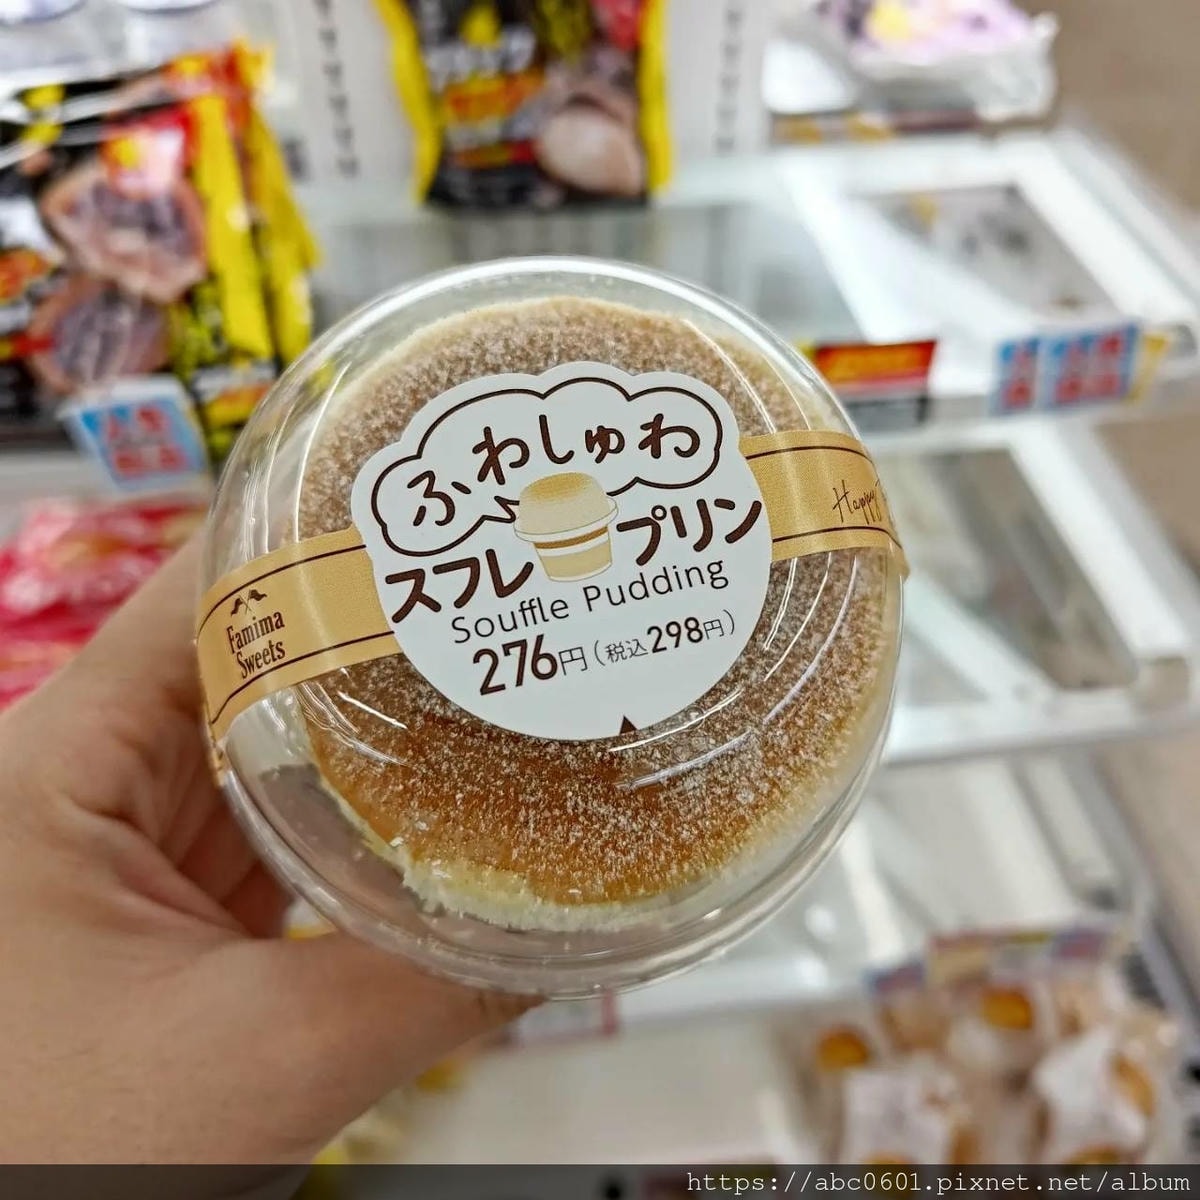 ふわしゅわ
スフレプリン
Souffle Pudding
276円(税込298円)
Famima
Sweets
Happy
https://abc0601.pixnet.net/album